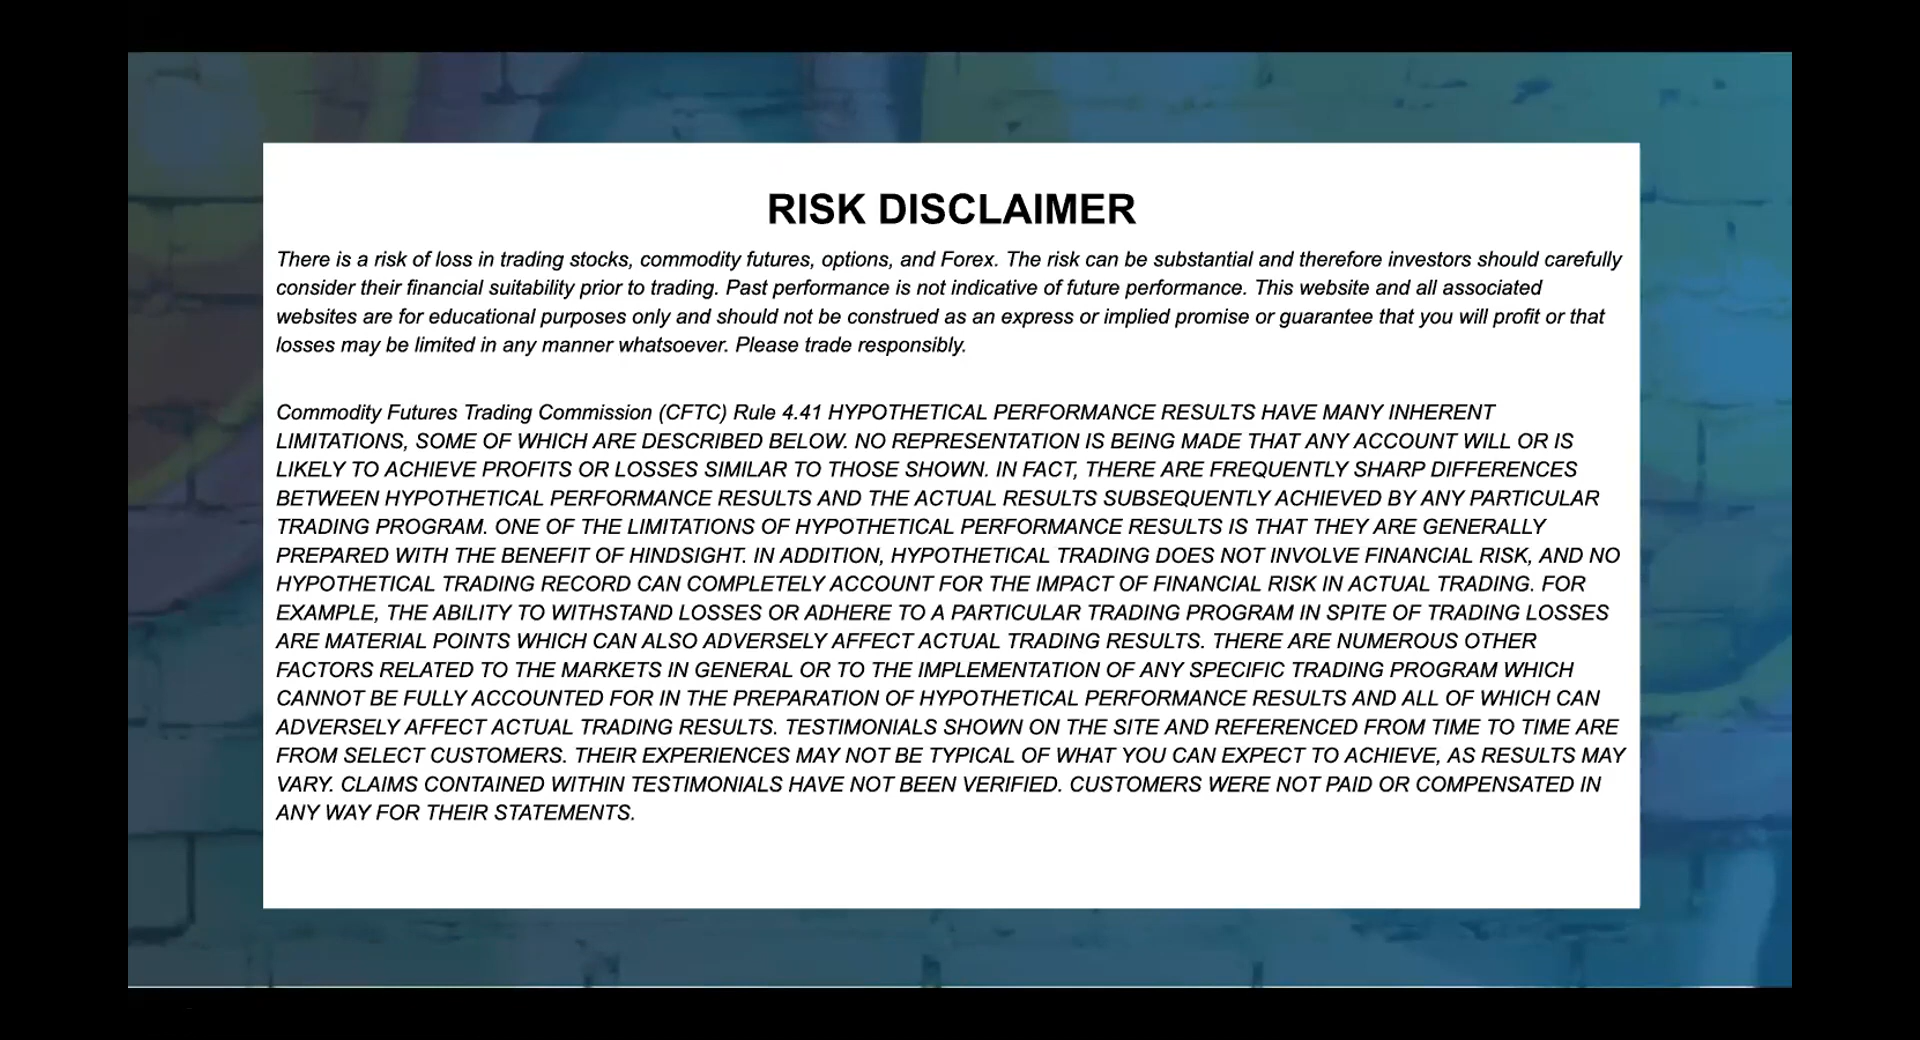 RISK DISCLAIMER
There is a risk of loss in trading stocks, commodity futures, options, and Forex. The risk can be substantial and therefore investors should carefully
consider their financial suitability prior to trading. Past performance is not indicative of future performance. This website and all associated
websites are for educational purposes only and should not be construed as an express or implied promise or guarantee that you will profit or that
losses may be limited in any manner whatsoever. Please trade responsibly.
Commodity Futures Trading Commission (CFTC) Rule 4.41 HYPOTHETICAL PERFORMANCE RESULTS HAVE MANY INHERENT
LIMITATIONS, SOME OF WHICH ARE DESCRIBED BELOW. NO REPRESENTATION IS BEING MADE THAT ANY ACCOUNT WILL OR IS
LIKELY TO ACHIEVE PROFITS OR LOSSES SIMILAR TO THOSE SHOWN. IN FACT, THERE ARE FREQUENTLY SHARP DIFFERENCES
BETWEEN HYPOTHETICAL PERFORMANCE RESULTS AND THE ACTUAL RESULTS SUBSEQUENTLY ACHIEVED BY ANY PARTICULAR
TRADING PROGRAM. ONE OF THE LIMITATIONS OF HYPOTHETICAL PERFORMANCE RESULTS IS THAT THEY ARE GENERALLY
PREPARED WITH THE BENEFIT OF HINDSIGHT. IN ADDITION, HYPOTHETICAL TRADING DOES NOT INVOLVE FINANCIAL RISK, AND NO
HYPOTHETICAL TRADING RECORD CAN COMPLETELY ACCOUNT FOR THE IMPACT OF FINANCIAL RISK IN ACTUAL TRADING. FOR
EXAMPLE, THE ABILITY TO WITHSTAND LOSSES OR ADHERE TO A PARTICULAR TRADING PROGRAM IN SPITE OF TRADING LOSSES
ARE MATERIAL POINTS WHICH CAN ALSO ADVERSELY AFFECT ACTUAL TRADING RESULTS. THERE ARE NUMEROUS OTHER
FACTORS RELATED TO THE MARKETS IN GENERAL OR TO THE IMPLEMENTATION OF ANY SPECIFIC TRADING PROGRAM WHICH
CANNOT BE FULLY ACCOUNTED FOR IN THE PREPARATION OF HYPOTHETICAL PERFORMANCE RESULTS AND ALL OF WHICH CAN
ADVERSELY AFFECT ACTUAL TRADING RESULTS. TESTIMONIALS SHOWN ON THE SITE AND REFERENCED FROM TIME TO TIME ARE
FROM SELECT CUSTOMERS. THEIR EXPERIENCES MAY NOT BE TYPICAL OF WHAT YOU CAN EXPECT TO ACHIEVE, AS RESULTS MAY
VARY. CLAIMS CONTAINED WITHIN TESTIMONIALS HAVE NOT BEEN VERIFIED. CUSTOMERS WERE NOT PAID OR COMPENSATED IN
ANY WAY FOR THEIR STATEMENTS.